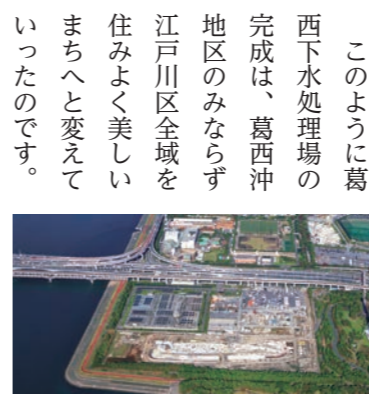 このように葛
西下水処理場の
完成は、葛西沖
地区のみならず
江戸川区全域を
住みよく美しい
まちへと変えて
いったのです。